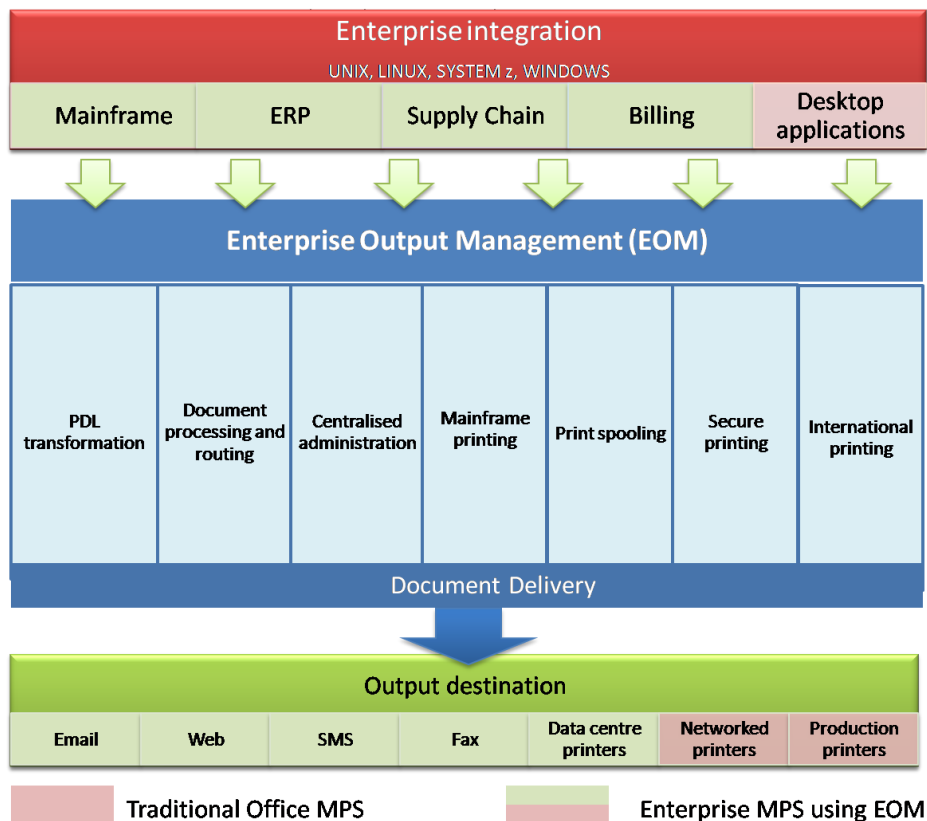 Enterprise integration
UNIX, LINUX, SYSTEM z, WINDOWS
Mainframe
ERP
Supply Chain
Billing
Desktop
applications
Enterprise Output Management (EOM)
PDL
transformation
Document
processing and
routing
Centralised
administration
Mainframe
printing
Print spooling
Secure
printing
International
printing
Document Delivery
Output destination
Email
Web
SMS
Fax
Data centre
printers
Networked
printers
Production
printers
Traditional Office MPS
Enterprise MPS using EOM